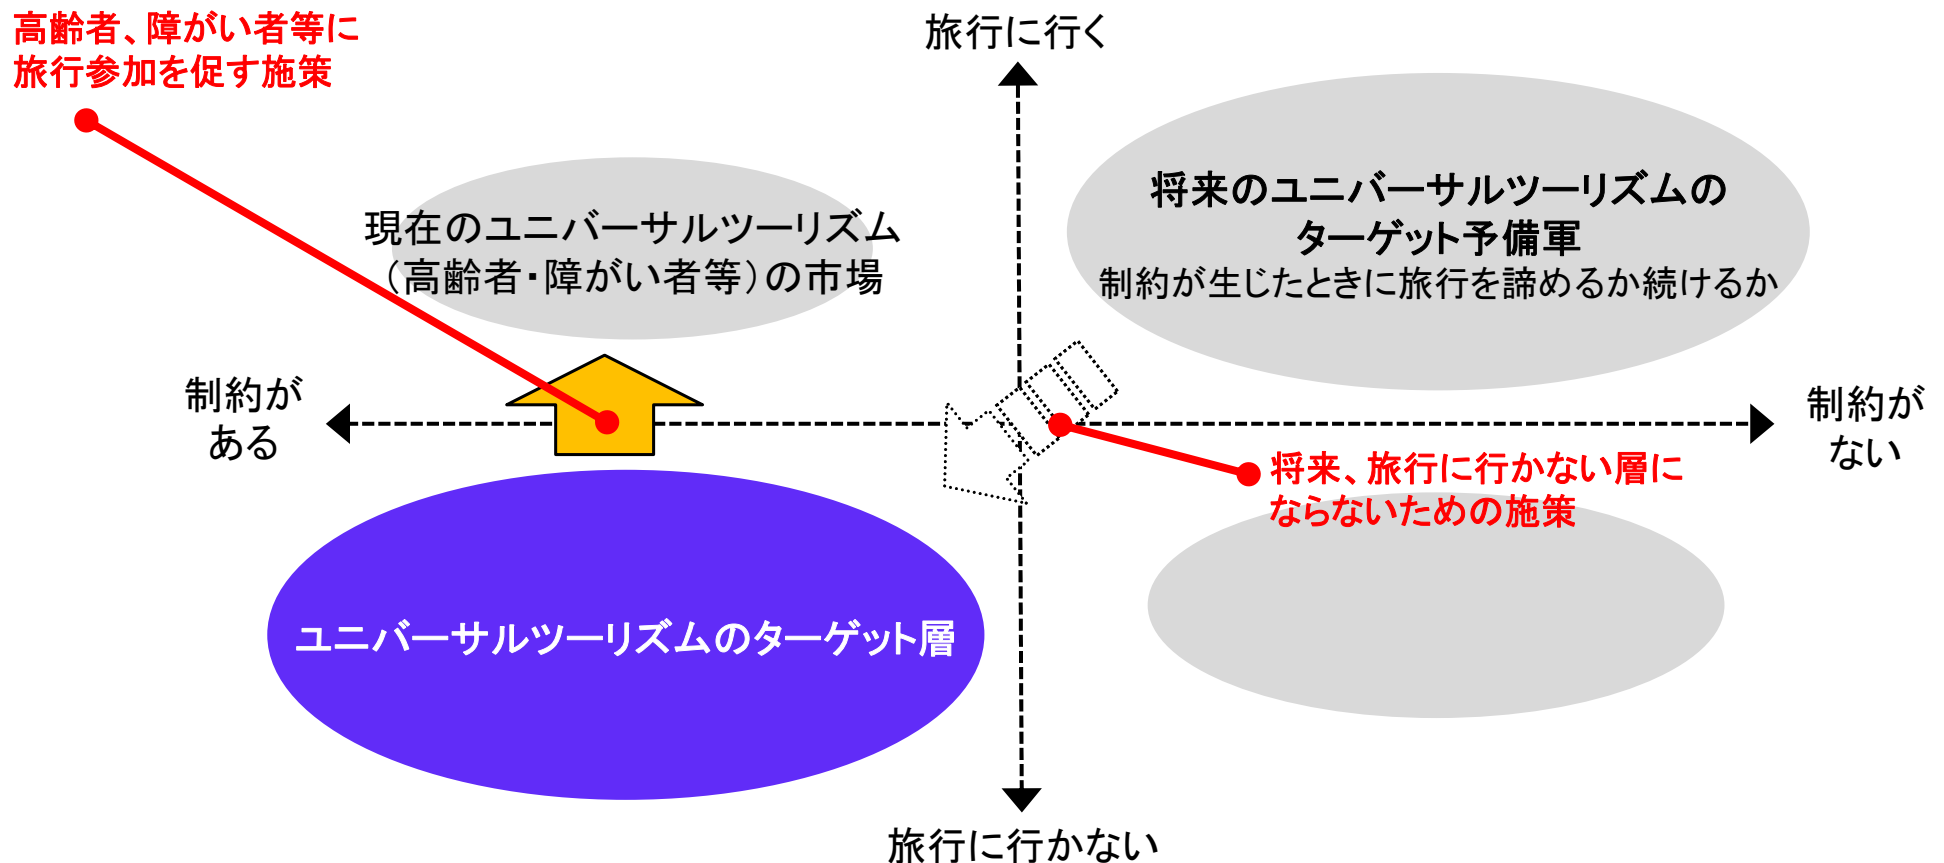 高齢者、障がい者等に
旅行参加を促す施策
旅行に行く
現在のユニバーサルツーリズム
（高齢者・障がい者等）の市場
将来のユニバーサルツーリズムの
ターゲット予備軍
制約が生じたときに旅行を諦めるか続けるか
制約が
ある
制約が
ない
将来、旅行に行かない層に
ならないための施策
ユニバーサルツーリズムのターゲット層
旅行に行かない